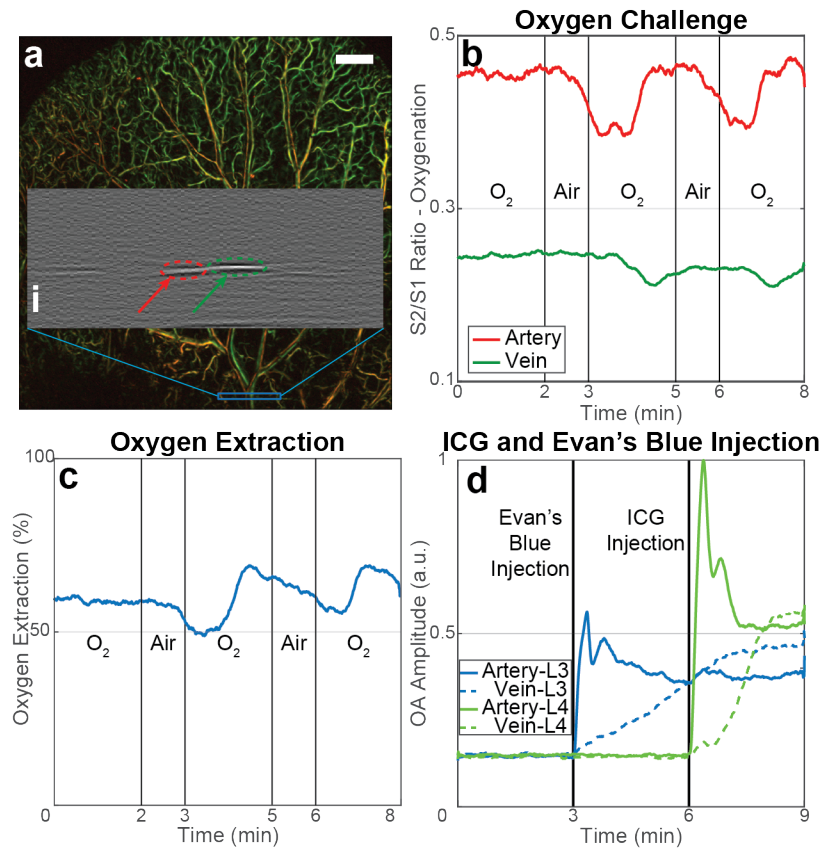 a
i
Oxygen Challenge
b
S2/S1 Ratio - Oxygenation
0.5
0.3
0.1
O2 Air O2 Air O2
Artery
Vein
0 2 3 5 6 8
Time (min)
Oxygen Extraction
c
Oxygen Extraction (%)
100
50
0
O2 Air O2 Air O2
2 3 5 6 8
Time (min)
ICG and Evan's Blue Injection
d
OA Amplitude (a.u.)
1
0.5
0
Evan's
Blue
Injection
ICG
Injection
Artery-L3
Vein-L3
Artery-L4
Vein-L4
3 6 9
Time (min)